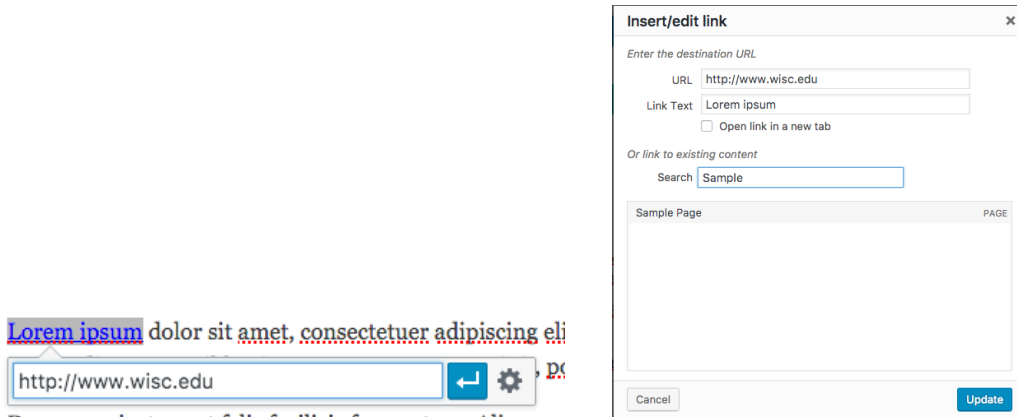 Lorem ipsum dolor sit amet, consectetuer adipiscing eli
http://www.wisc.edu
Insert/edit link
Enter the destination URL
URL http://www.wisc.edu
Link Text Lorem ipsum
Open link in a new tab
Or link to existing content
Search Sample
Sample Page PAGE
Cancel Update